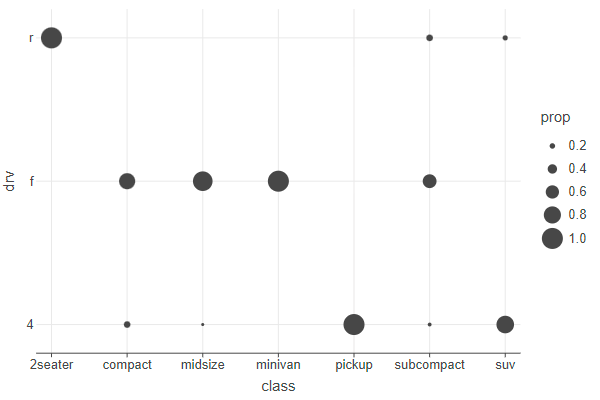 r
f
4
drv
2seater compact midsize minivan pickup subcompact suv
class
prop
0.2
0.4
0.6
0.8
1.0